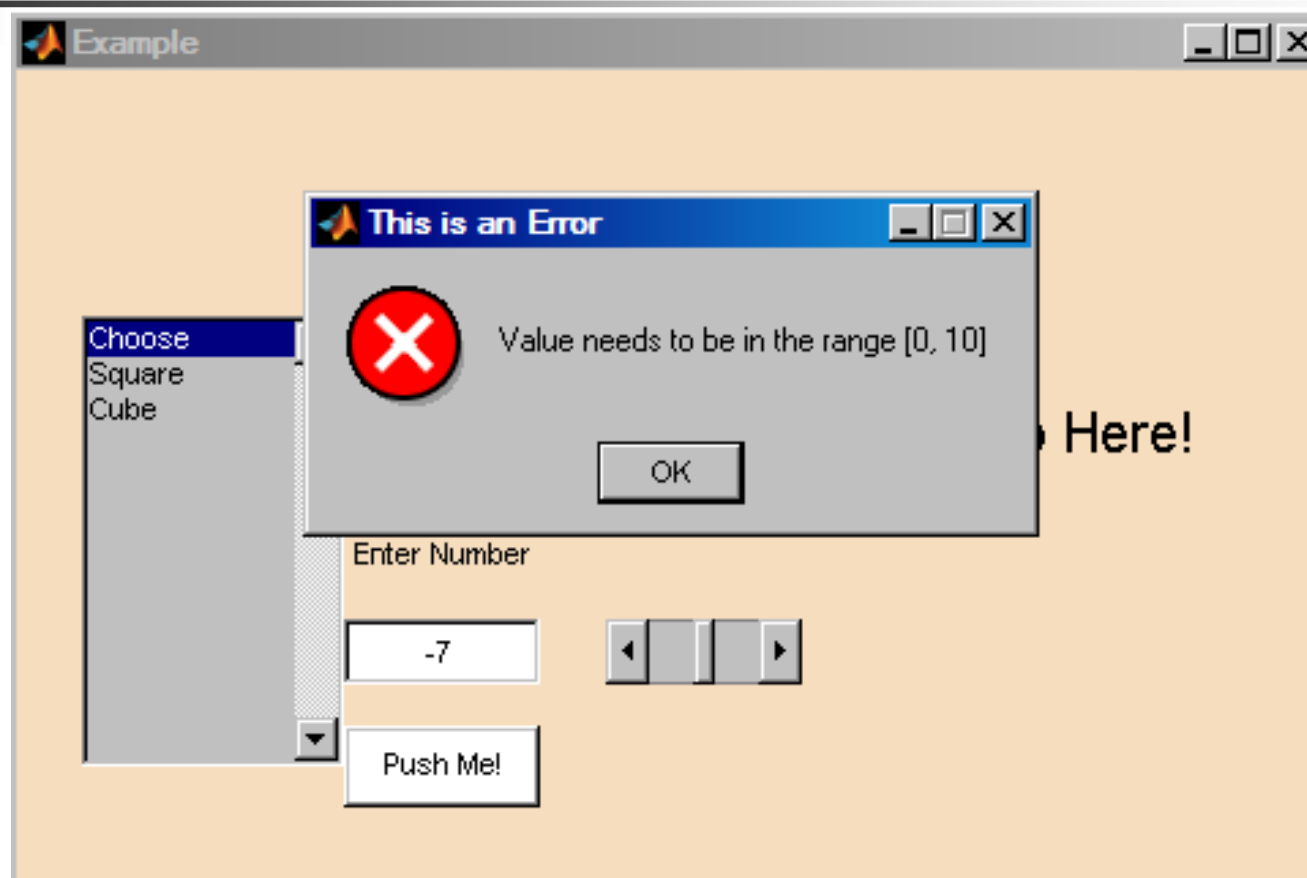 Example
This is an Error
Value needs to be in the range [0, 10]
OK
Choose
Square
Cube
Here!
Enter Number
-7
Push Me!